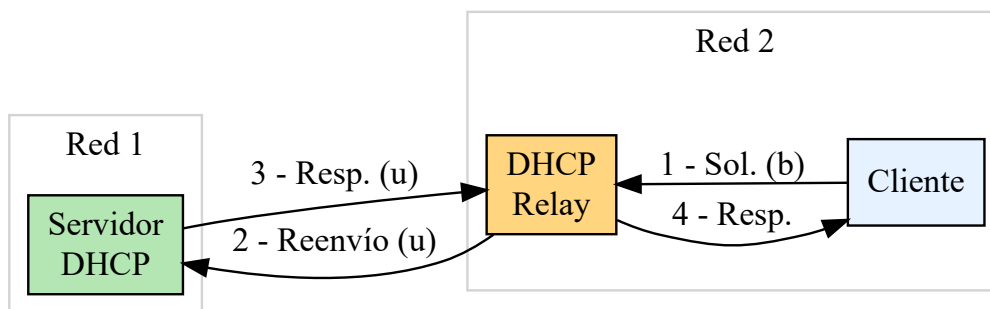 Red 2
Red 1
DHCP
Relay
Cliente
Servidor
DHCP
1 - Sol. (b)
2 - Reenvío (u)
3 - Resp. (u)
4 - Resp.